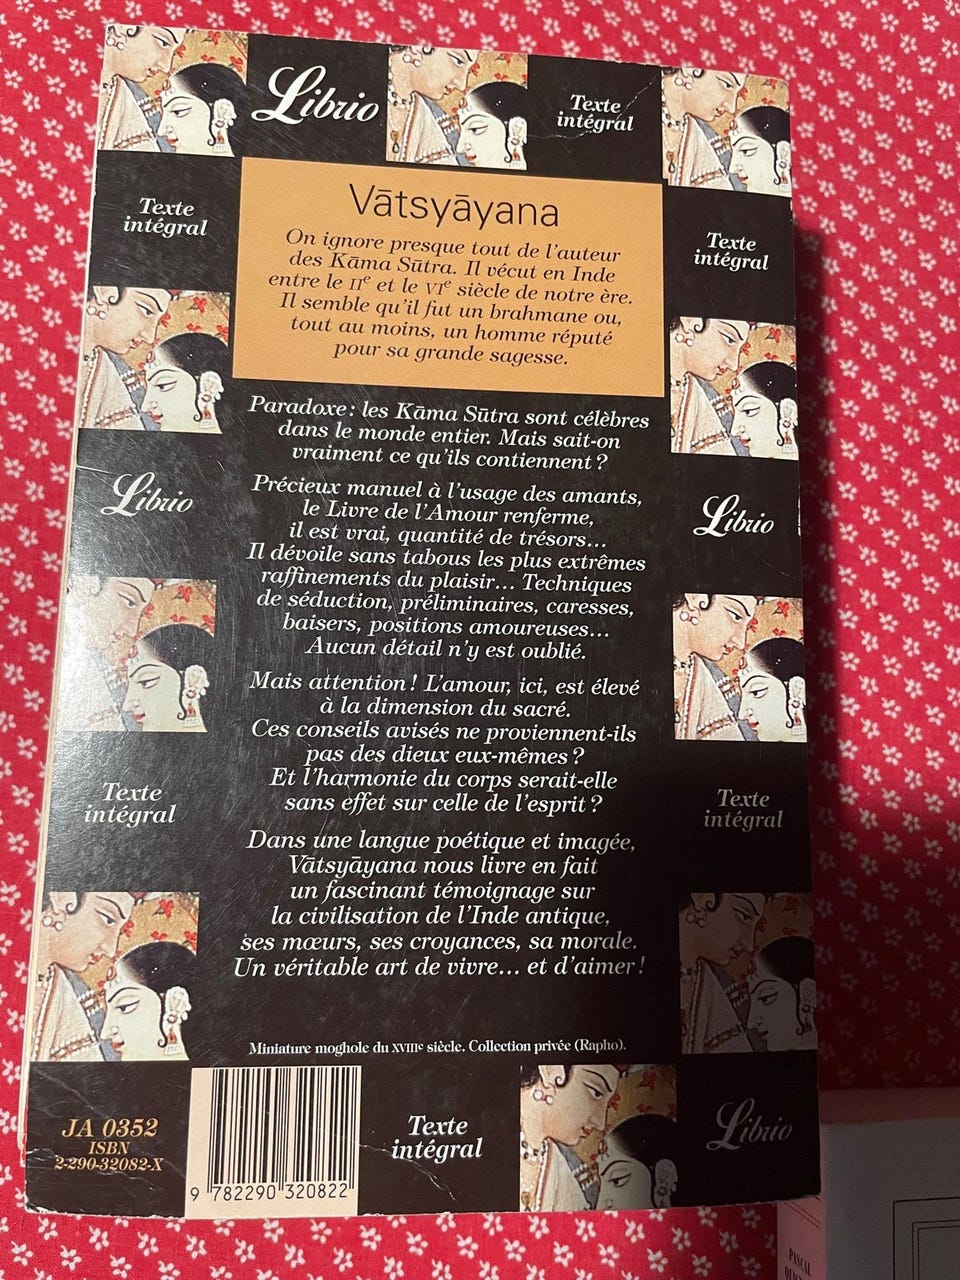 Librio
Texte
intégral
Texte
intégral
Texte
intégral
Vātsyāyana
On ignore presque tout de l'auteur
des Kāma Sūtra. Il vécut en Inde
entre le IIe et le VIe siècle de notre ère.
Il semble qu'il fut un brahmane ou,
tout au moins, un homme réputé
pour sa grande sagesse.
Paradoxe : les Kāma Sūtra sont célèbres
dans le monde entier. Mais sait-on
vraiment ce qu'ils contiennent ?
Précieux manuel à l'usage des amants,
le Livre de l'Amour renferme,
il est vrai, quantité de trésors...
Il dévoile sans tabous les plus extrêmes
raffinements du plaisir... Techniques
de séduction, préliminaires, caresses,
baisers, positions amoureuses...
Aucun détail n'y est oublié.
Librio
Librio
Mais attention ! L'amour, ici, est élevé
à la dimension du sacré.
Ces conseils avisés ne proviennent-ils
pas des dieux eux-mêmes ?
Et l'harmonie du corps serait-elle
sans effet sur celle de l'esprit ?
Texte
intégral
Texte
intégral
Dans une langue poétique et imagée,
Vātsyāyana nous livre en fait
un fascinant témoignage sur
la civilisation de l'Inde antique,
ses mœurs, ses croyances, sa morale.
Un véritable art de vivre... et d'aimer !
Miniature moghole du XVIIIe siècle. Collection privée (Rapho).
JA 0352
ISBN
2-290-32082-X
9 782290 320822
Texte
intégral
Librio
PASCAL